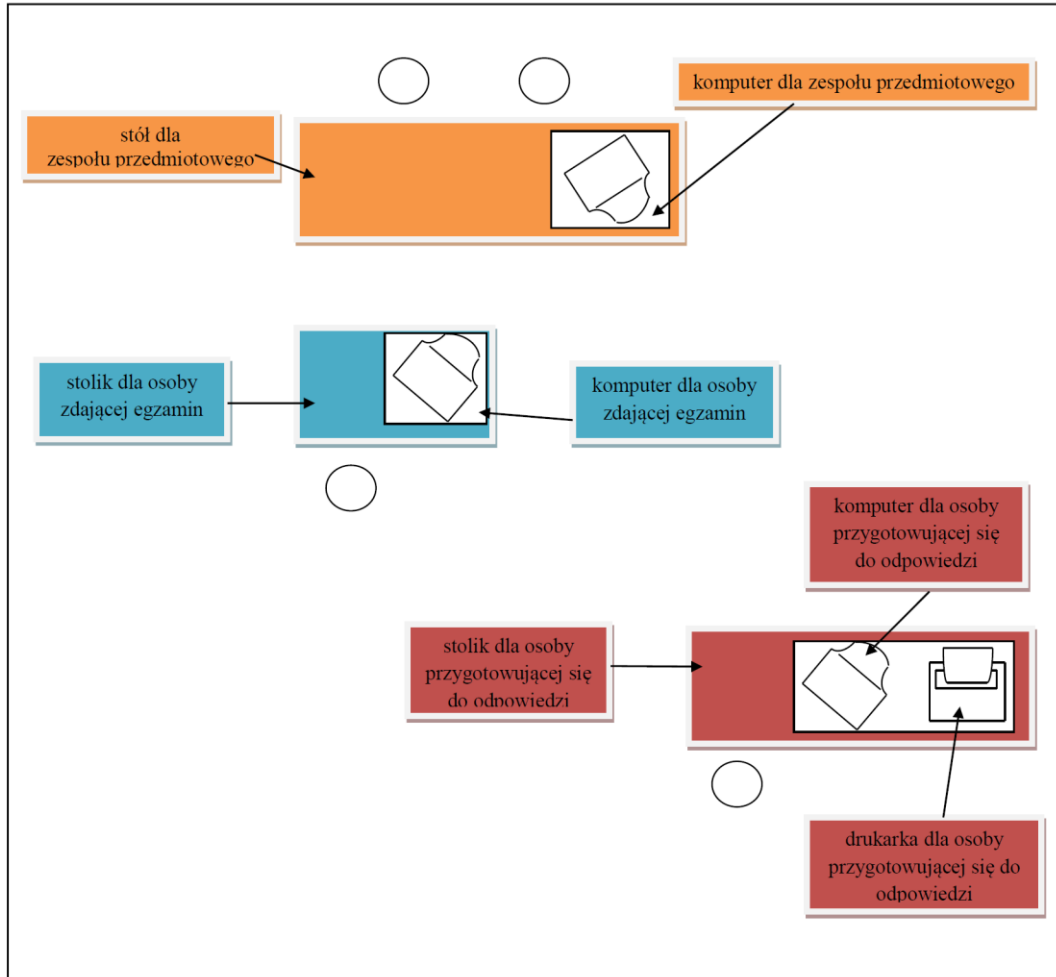 komputer dla zespołu przedmiotowego
stół dla
zespołu przedmiotowego
stolik dla osoby
zdającej egzamin
komputer dla osoby
zdającej egzamin
komputer dla osoby
przygotowującej się
do odpowiedzi
stolik dla osoby
przygotowującej się
do odpowiedzi
drukarka dla osoby
przygotowującej się do
odpowiedzi